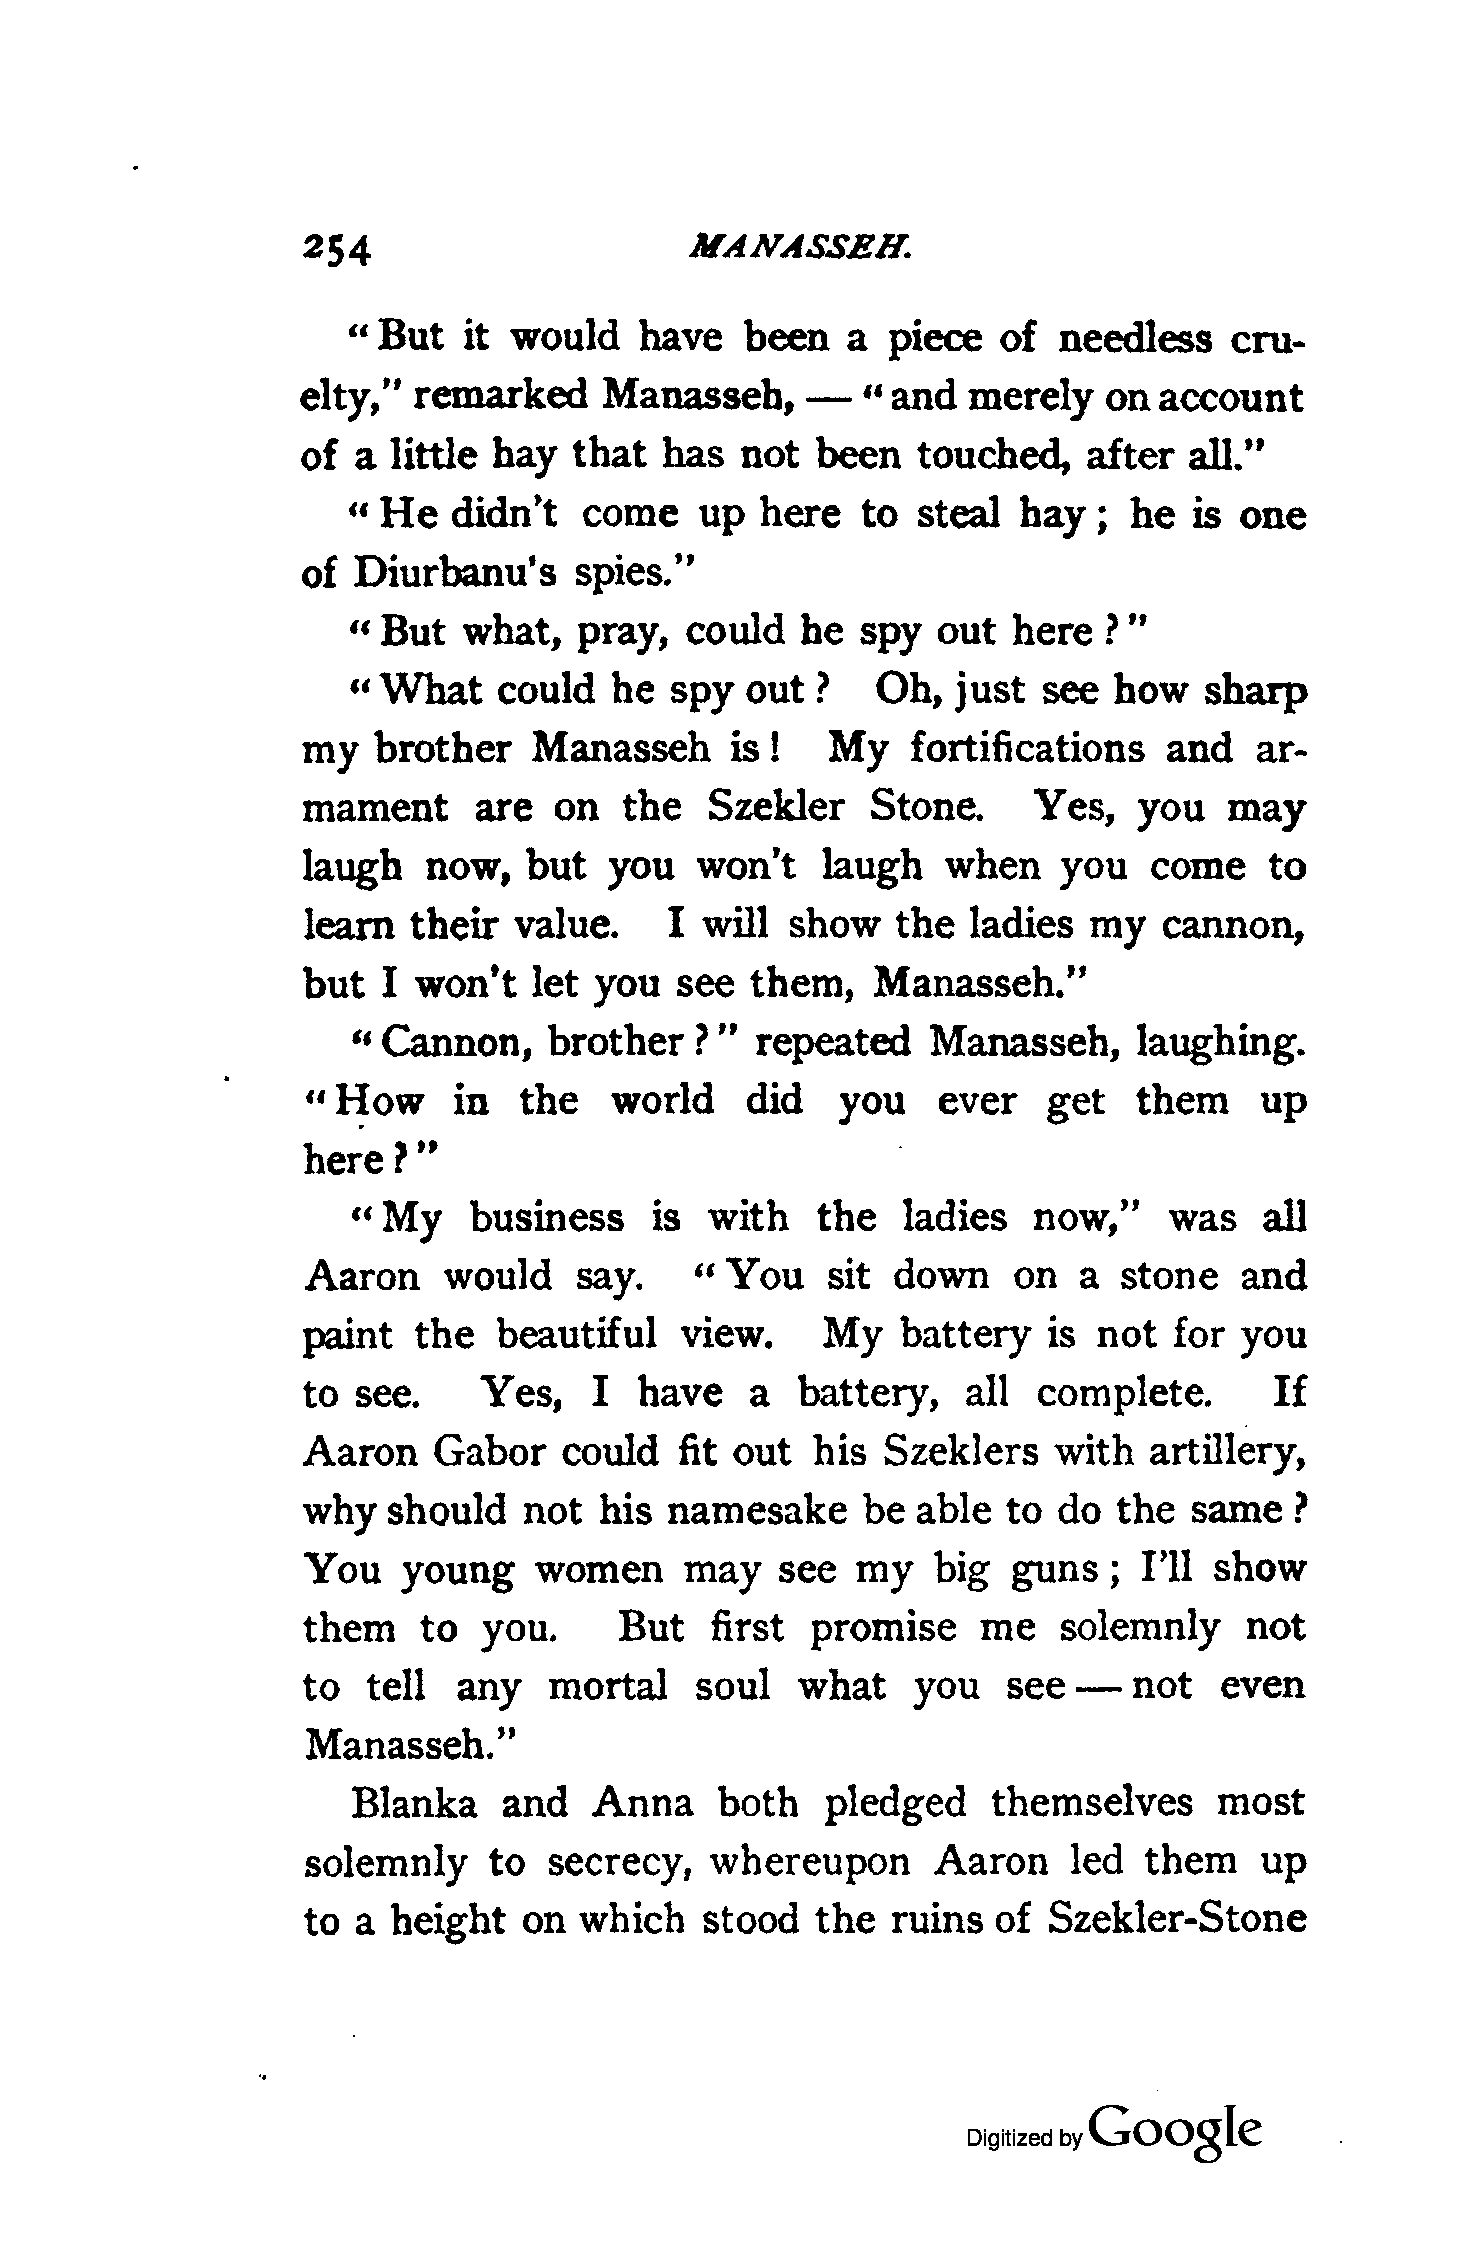 254 MANASSEH.
“ But it would have been a piece of needless cru-
elty,” remarked Manasseh, — “ and merely on account
of a little hay that has not been touched, after all.”
“ He didn’t come up here to steal hay ; he is one
of Diurbanu’s spies.”
“ But what, pray, could he spy out here ? ”
“ What could he spy out ? Oh, just see how sharp
my brother Manasseh is ! My fortifications and ar-
mament are on the Szekler Stone. Yes, you may
laugh now, but you won’t laugh when you come to
learn their value. I will show the ladies my cannon,
but I won’t let you see them, Manasseh.”
“ Cannon, brother ? ” repeated Manasseh, laughing.
“ How in the world did you ever get them up
here ? ”
“ My business is with the ladies now,” was all
Aaron would say. “ You sit down on a stone and
paint the beautiful view. My battery is not for you
to see. Yes, I have a battery, all complete. If
Aaron Gabor could fit out his Szeklers with artillery,
why should not his namesake be able to do the same ?
You young women may see my big guns ; I’ll show
them to you. But first promise me solemnly not
to tell any mortal soul what you see — not even
Manasseh.”
Blanka and Anna both pledged themselves most
solemnly to secrecy, whereupon Aaron led them up
to a height on which stood the ruins of Szekler-Stone
Digitized by Google